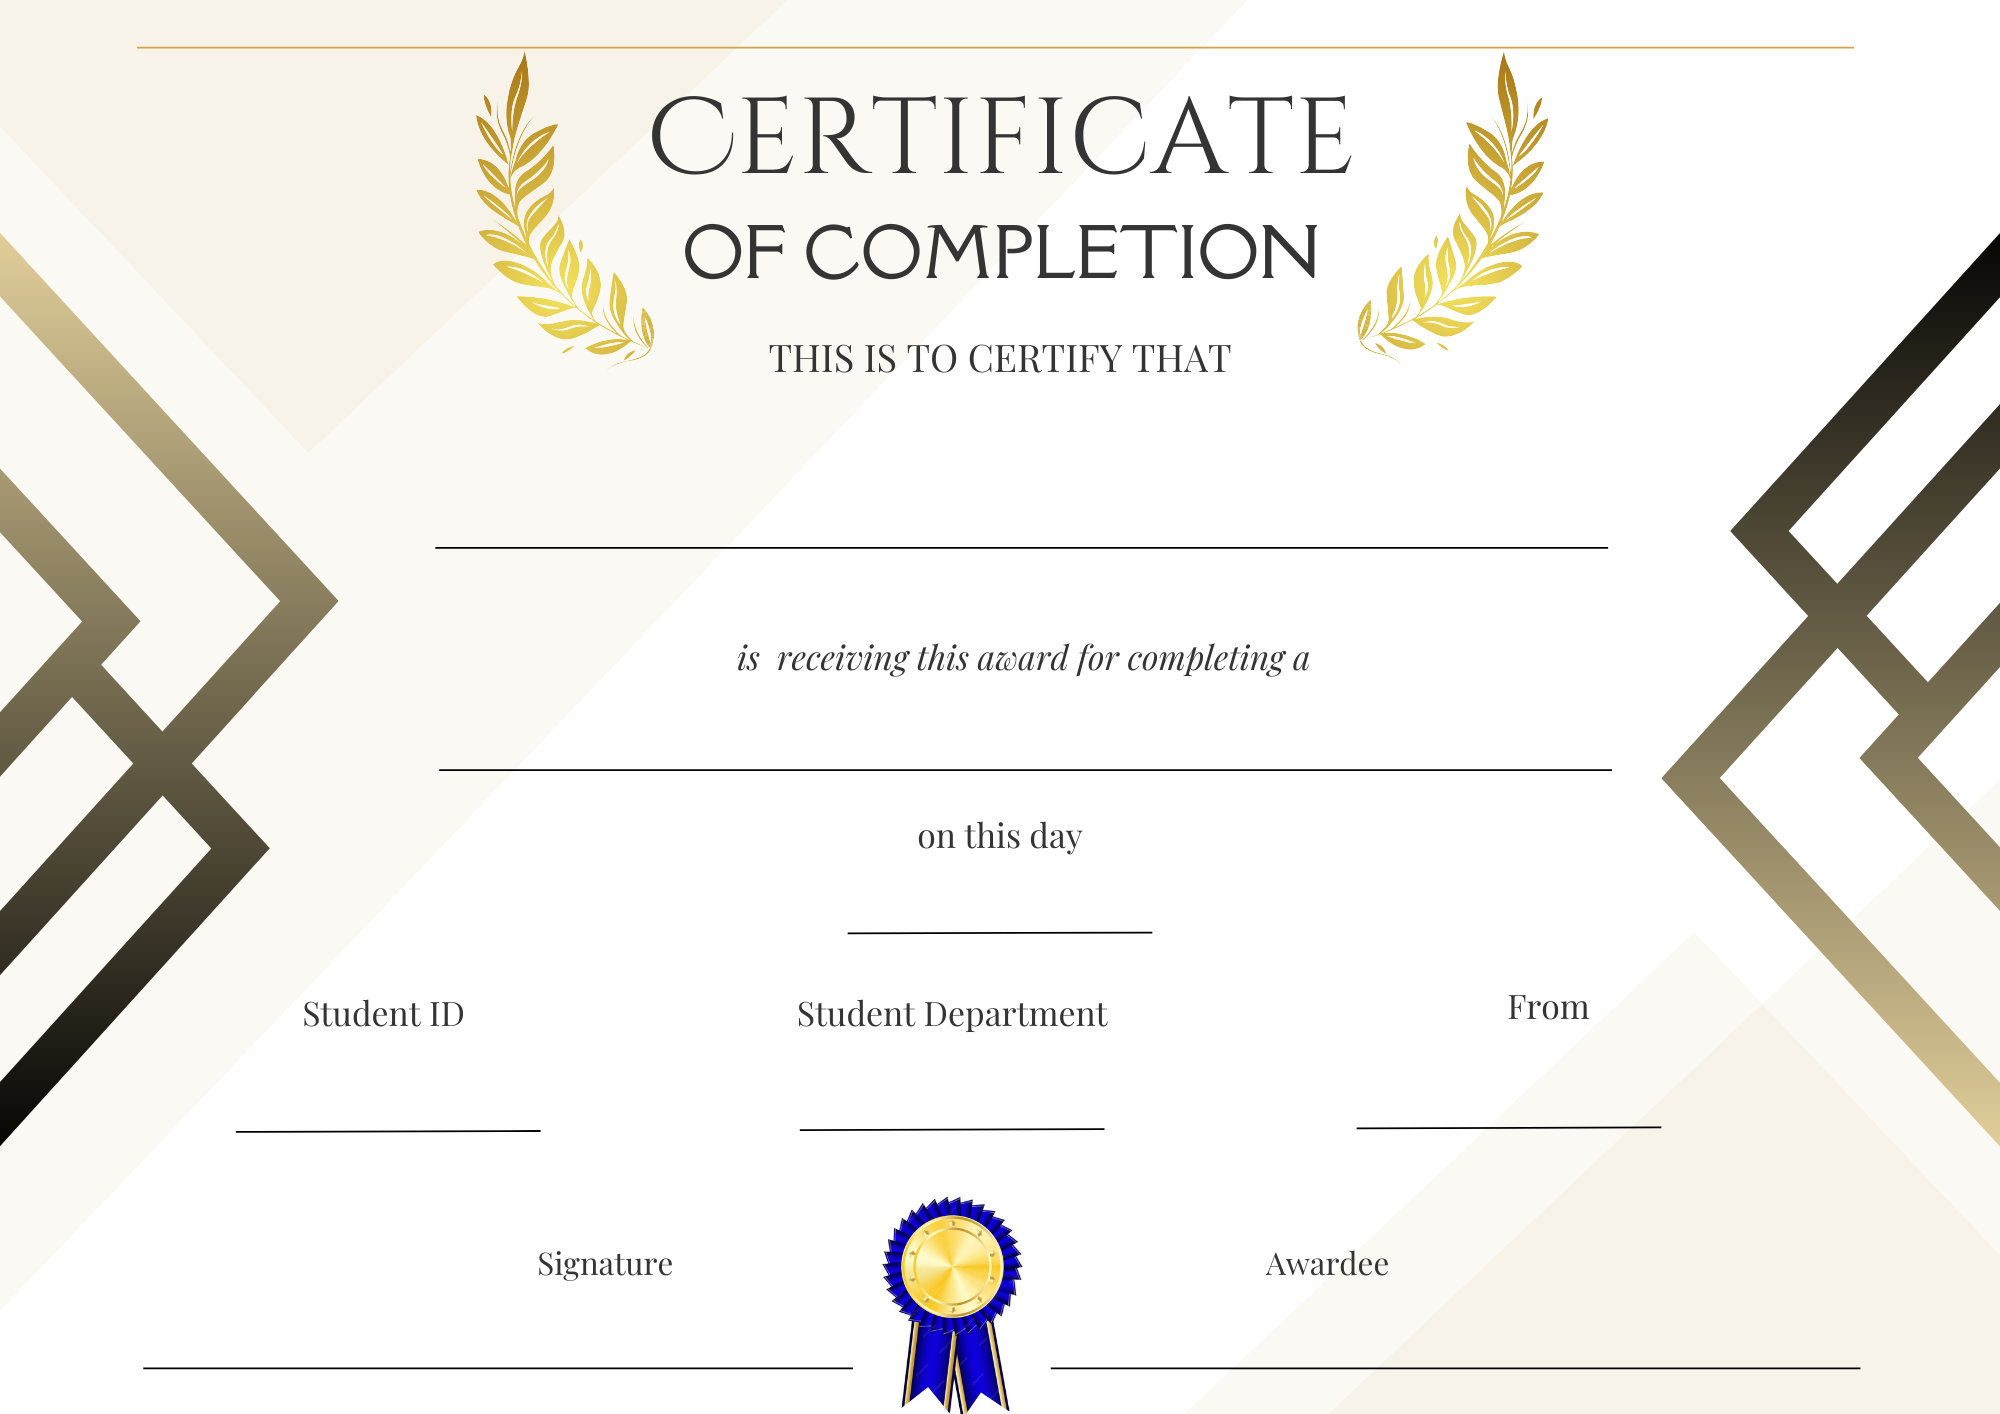 CERTIFICATE
OF COMPLETION
THIS IS TO CERTIFY THAT
is receiving this award for completing a
on this day
Student ID
Student Department
From
Signature
Awardee